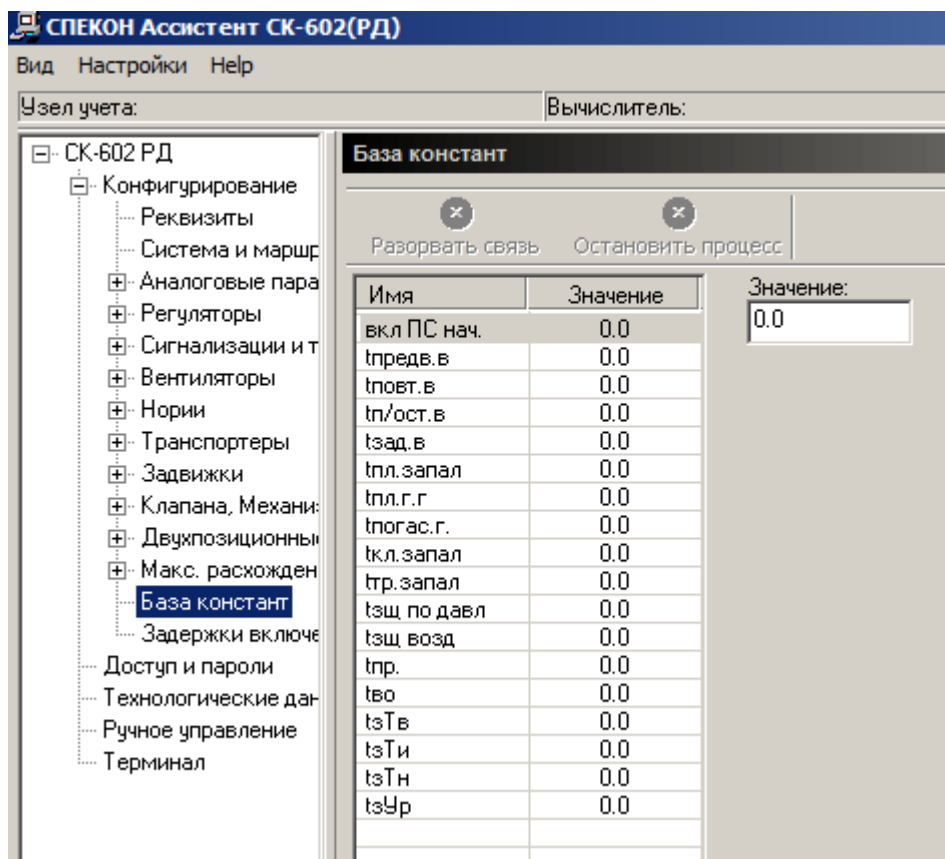 СПЕКОН Ассистент СК-602(РД)
Вид Настройки Help
Узел учета: Вычислитель:
СК-602 РД
Конфигурирование
Реквизиты
Система и маршр
Аналоговые пара
Регуляторы
Сигнализации и т
Вентиляторы
Нории
Транспортеры
Задвижки
Клапана, Механи
Двухпозиционны
Макс. расхожден
База констант
Задержки включе
Доступ и пароли
Технологические дан
Ручное управление
Терминал
База констант
Разорвать связь Остановить процесс
Имя Значение
вкл ПС нач. 0.0
tпредв.в 0.0
tповт.в 0.0
tп/ост.в 0.0
tзад.в 0.0
tпл.запал 0.0
tпл.г.г 0.0
tпогас.г. 0.0
tкл.запал 0.0
tтр.запал 0.0
tзщ по давл 0.0
tзщ возд 0.0
tпр. 0.0
tво 0.0
tзТв 0.0
tзТи 0.0
tзТн 0.0
tзУр 0.0
Значение:
0.0